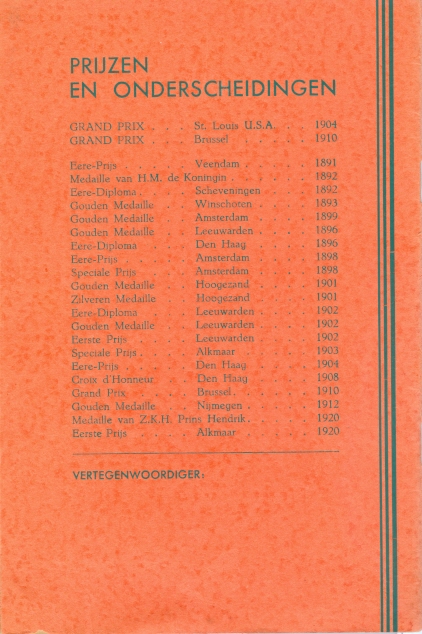 PRIJZEN
EN ONDERSCHEIDINGEN
GRAND PRIX . . . St. Louis U.S.A . . 1904
GRAND PRIX . . . Brussel . . . . . 1910
Eere-Prijs . . . . . Veendam . . . . 1891
Medaille van H.M. de Koningin . . . . . 1892
Eere-Diploma . . . Scheveningen . . . 1892
Gouden Medaille . . Winschoten . . . . 1893
Gouden Medaille . . Amsterdam . . . . 1899
Gouden Medaille . . Leeuwarden . . . . 1896
Eere-Diploma . . . Den Haag . . . . 1896
Eere-Prijs . . . . Amsterdam . . . . 1898
Speciale Prijs . . . Amsterdam . . . . 1898
Gouden Medaille . . Hoogezand . . . . 1901
Zilveren Medaille . . Hoogezand . . . . 1901
Eere-Diploma . . . Leeuwarden . . . . 1902
Gouden Medaille . . Leeuwarden . . . . 1902
Eerste Prijs . . . . Leeuwarden . . . . 1902
Speciale Prijs . . . . Alkmaar . . . . . 1903
Eere-Prijs . . . . . Den Haag . . . . 1904
Croix d'Honneur . . Den Haag . . . . 1908
Grand Prix . . . . Brussel . . . . . 1910
Gouden Medaille . . . Nijmegen . . . . . 1912
Medaille van Z.K.H. Prins Hendrik . . . . 1920
Eerste Prijs . . . . Alkmaar . . . . . 1920
VERTEGENWOORDIGER: